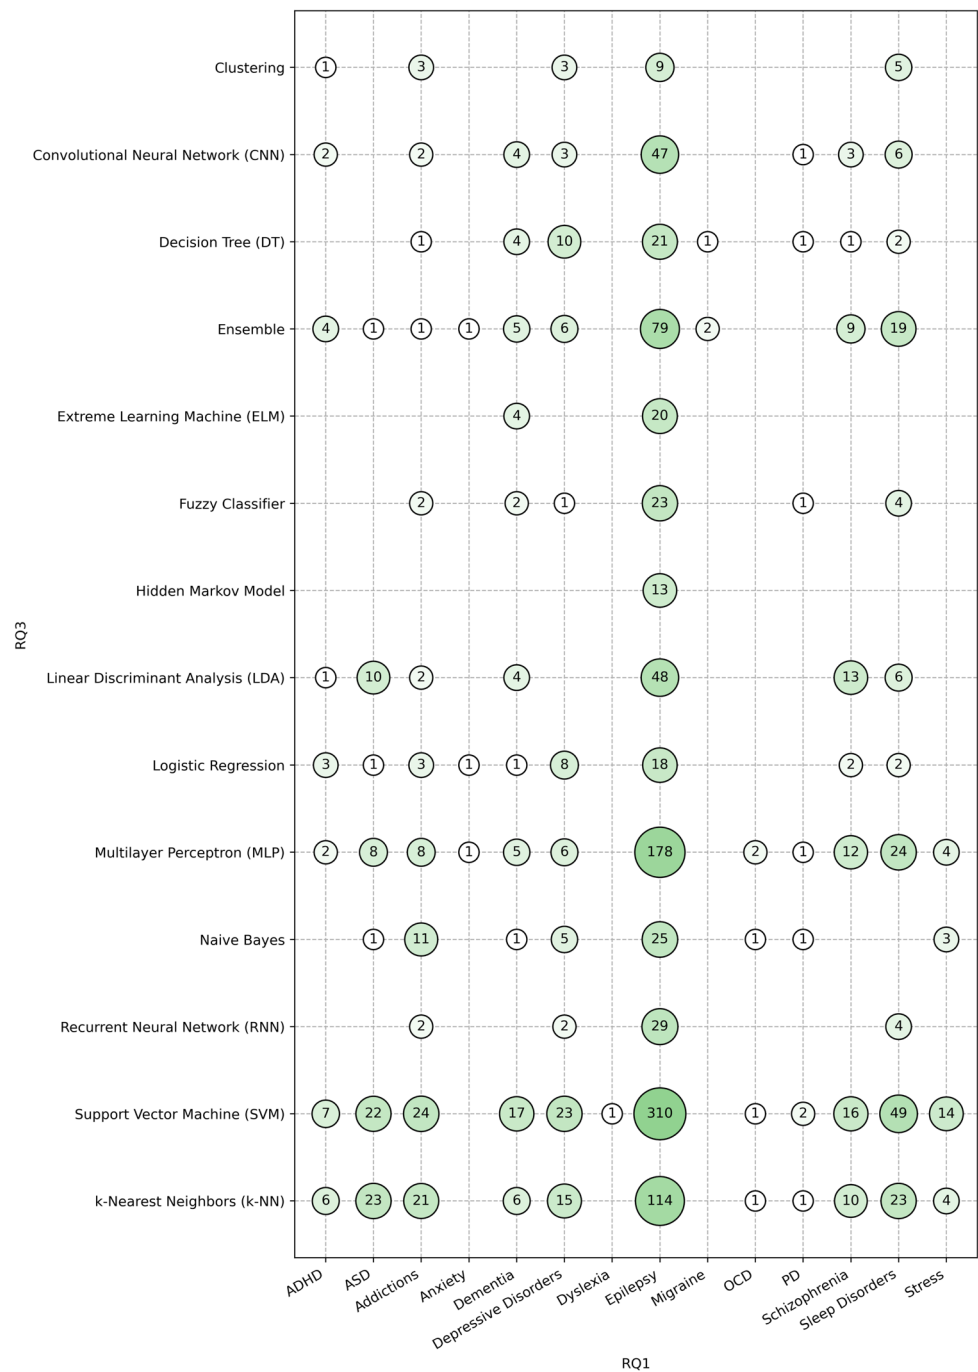 Clustering 1 3 3 9 5
Convolutional Neural Network (CNN) 2 2 4 3 47 1 3 6
Decision Tree (DT) 1 4 10 21 1 1 1 2
Ensemble 4 1 1 1 5 6 79 2 9 19
Extreme Learning Machine (ELM) 4 20
Fuzzy Classifier 2 2 1 23 1 4
Hidden Markov Model 13
RQ3
Linear Discriminant Analysis (LDA) 1 10 2 4 48 13 6
Logistic Regression 3 1 3 1 1 8 18 2 2
Multilayer Perceptron (MLP) 2 8 8 1 5 6 178 2 1 12 24 4
Naive Bayes 1 11 1 5 25 1 1 3
Recurrent Neural Network (RNN) 2 2 29 4
Support Vector Machine (SVM) 7 22 24 17 23 1 310 1 2 16 49 14
k-Nearest Neighbors (k-NN) 6 23 21 6 15 114 1 1 10 23 4
ADHD
ASD
Addictions
Anxiety
Dementia
Depressive Disorders
Dyslexia
Epilepsy
Migraine
OCD
PD
Schizophrenia
Sleep Disorders
Stress
RQ1